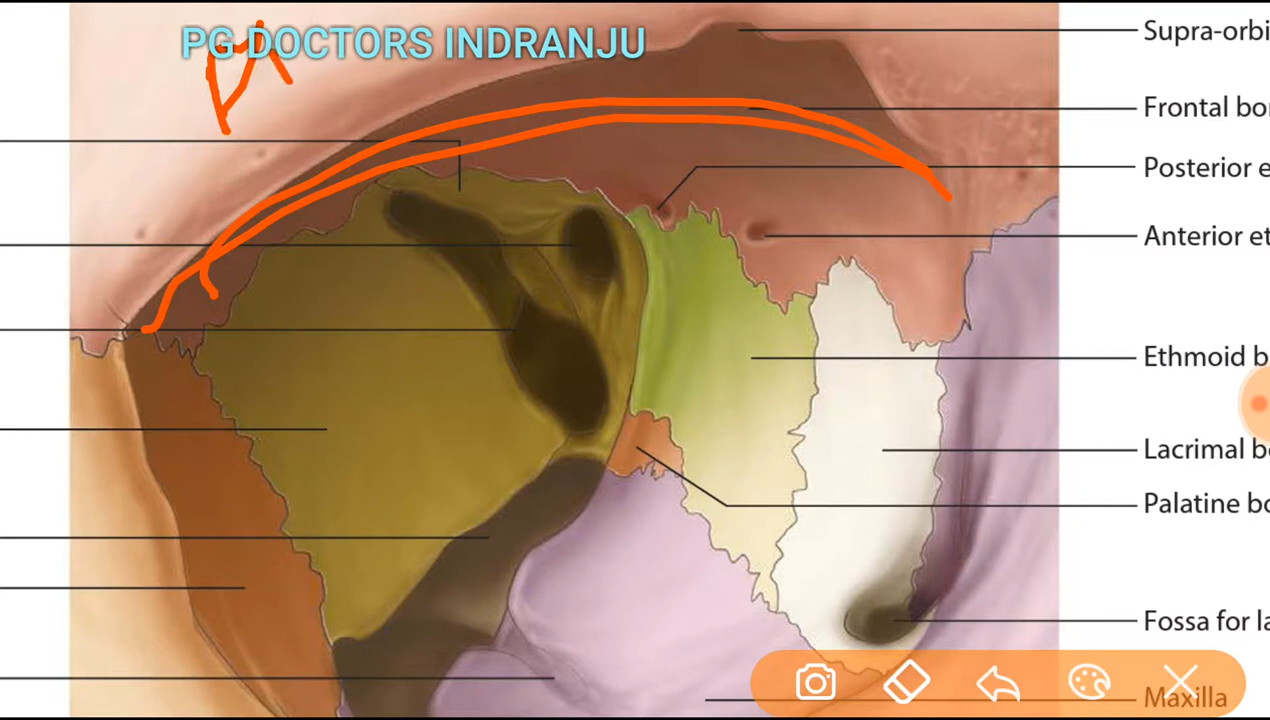 PG DOCTORS INDRANJU
Supra-orbi
Frontal bo
Posterior e
Anterior et
Ethmoid b
Lacrimal b
Palatine bo
Fossa for la
Maxilla